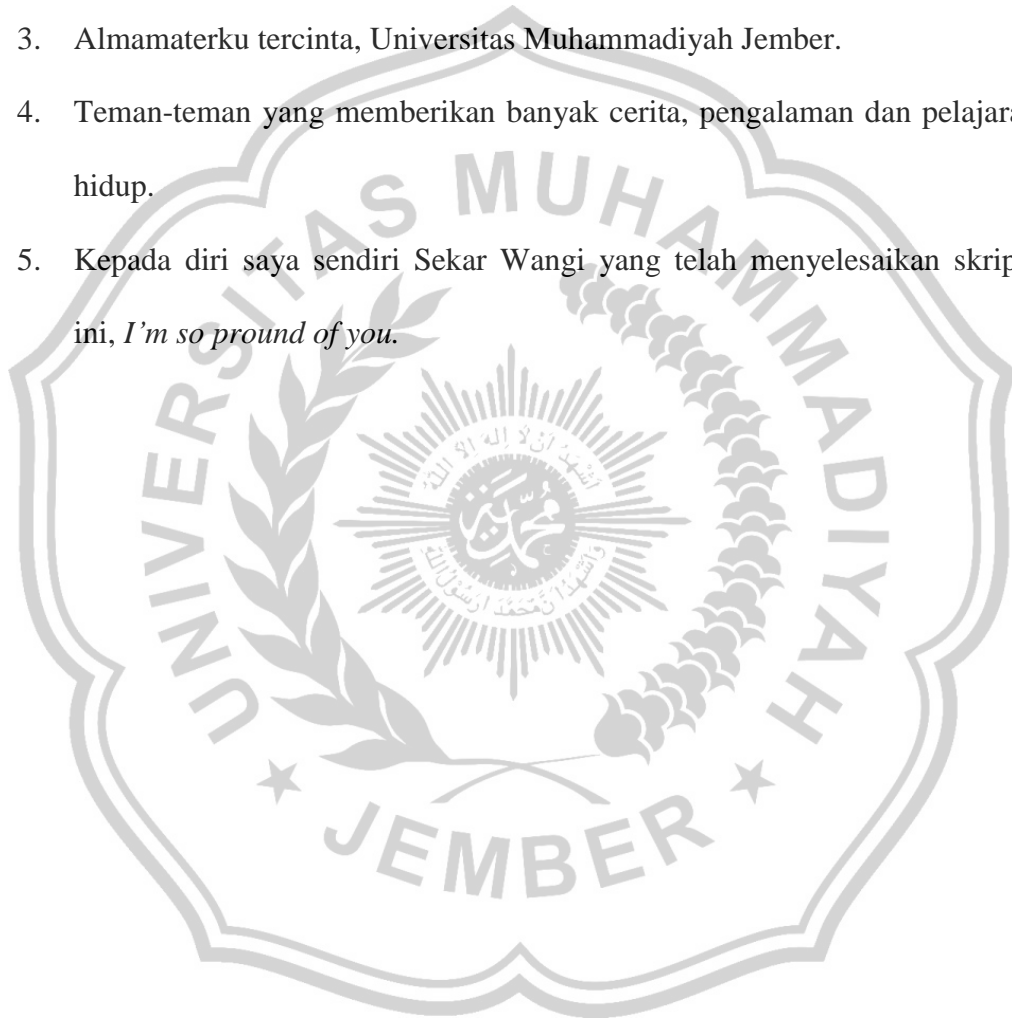 3. Almamaterku tercinta, Universitas Muhammadiyah Jember.
4. Teman-teman yang memberikan banyak cerita, pengalaman dan pelajara
hidup.
5. Kepada diri saya sendiri Sekar Wangi yang telah menyelesaikan skrip
ini, I’m so pround of you.
UNIVERSITAS MUHAMMADIYAH
JEMBER